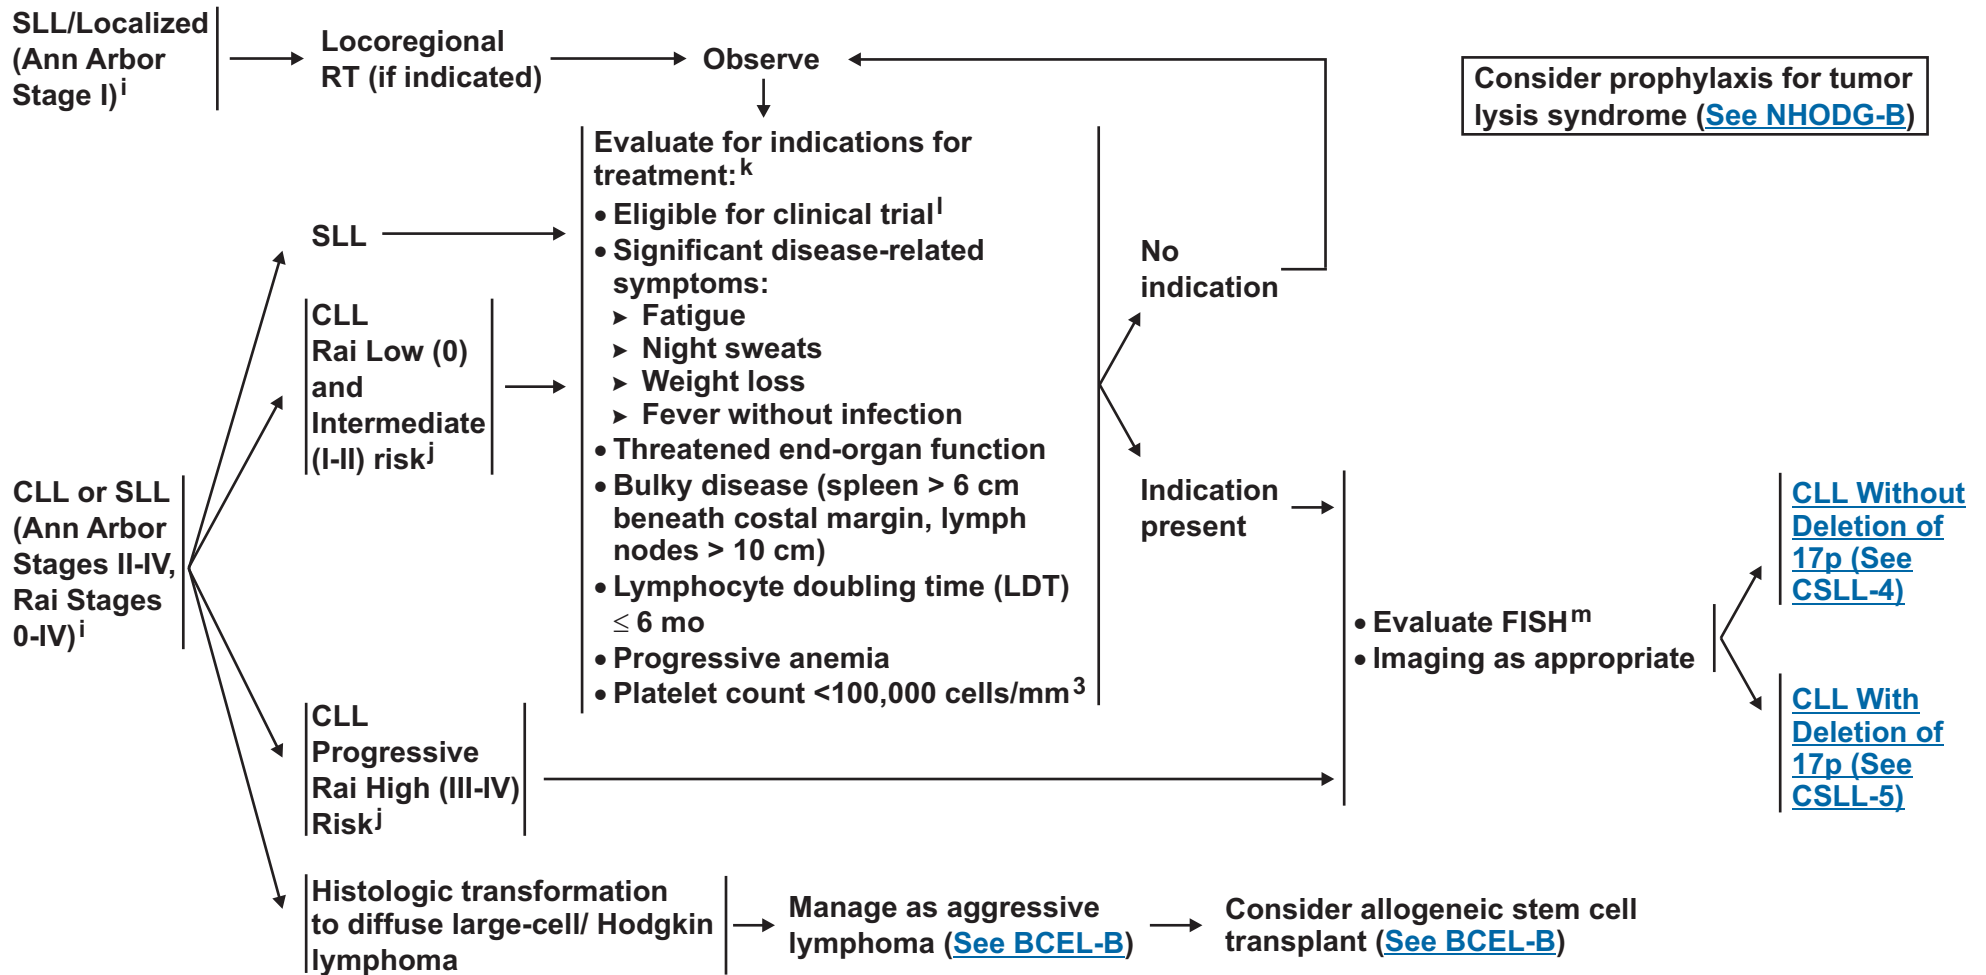 SLL/Localized
(Ann Arbor
Stage I)i
Locoregional
RT (if indicated)
Observe
Consider prophylaxis for tumor
lysis syndrome (See NHODG-B)
CLL or SLL
(Ann Arbor
Stages II-IV,
Rai Stages
0-IV)i
SLL
CLL
Rai Low (0)
and
Intermediate
(I-II) riskj
Evaluate for indications for
treatment:k
• Eligible for clinical triall
• Significant disease-related
symptoms:
➤ Fatigue
➤ Night sweats
➤ Weight loss
➤ Fever without infection
• Threatened end-organ function
• Bulky disease (spleen > 6 cm
beneath costal margin, lymph
nodes > 10 cm)
• Lymphocyte doubling time (LDT)
≤ 6 mo
• Progressive anemia
• Platelet count <100,000 cells/mm3
No
indication
Indication
present
CLL
Progressive
Rai High (III-IV)
Riskj
• Evaluate FISHm
• Imaging as appropriate
CLL Without
Deletion of
17p (See
CSLL-4)
CLL With
Deletion of
17p (See
CSLL-5)
Histologic transformation
to diffuse large-cell/ Hodgkin
lymphoma
Manage as aggressive
lymphoma (See BCEL-B)
Consider allogeneic stem cell
transplant (See BCEL-B)